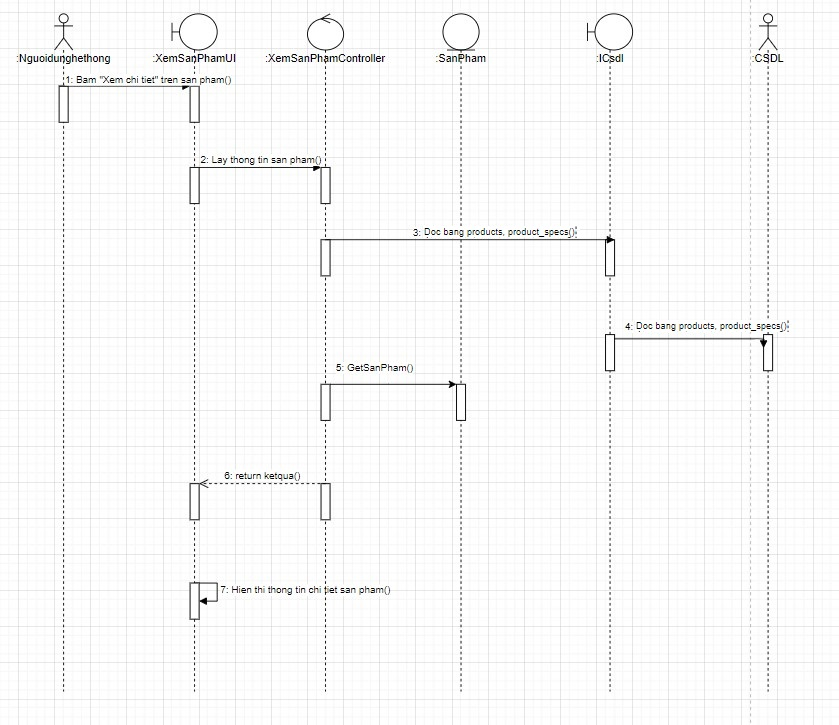 :Nguoidunghethong
:XemSanPhamUI
:XemSanPhamController
:SanPham
:ICsdl
:CSDL
1: Bam "Xem chi tiet" tren san pham()
2: Lay thong tin san pham()
3: Doc bang products, product_specs()
4: Doc bang products, product_specs()
5: GetSanPham()
6: return ketqua()
7: Hien thi thong tin chi tiet san pham()